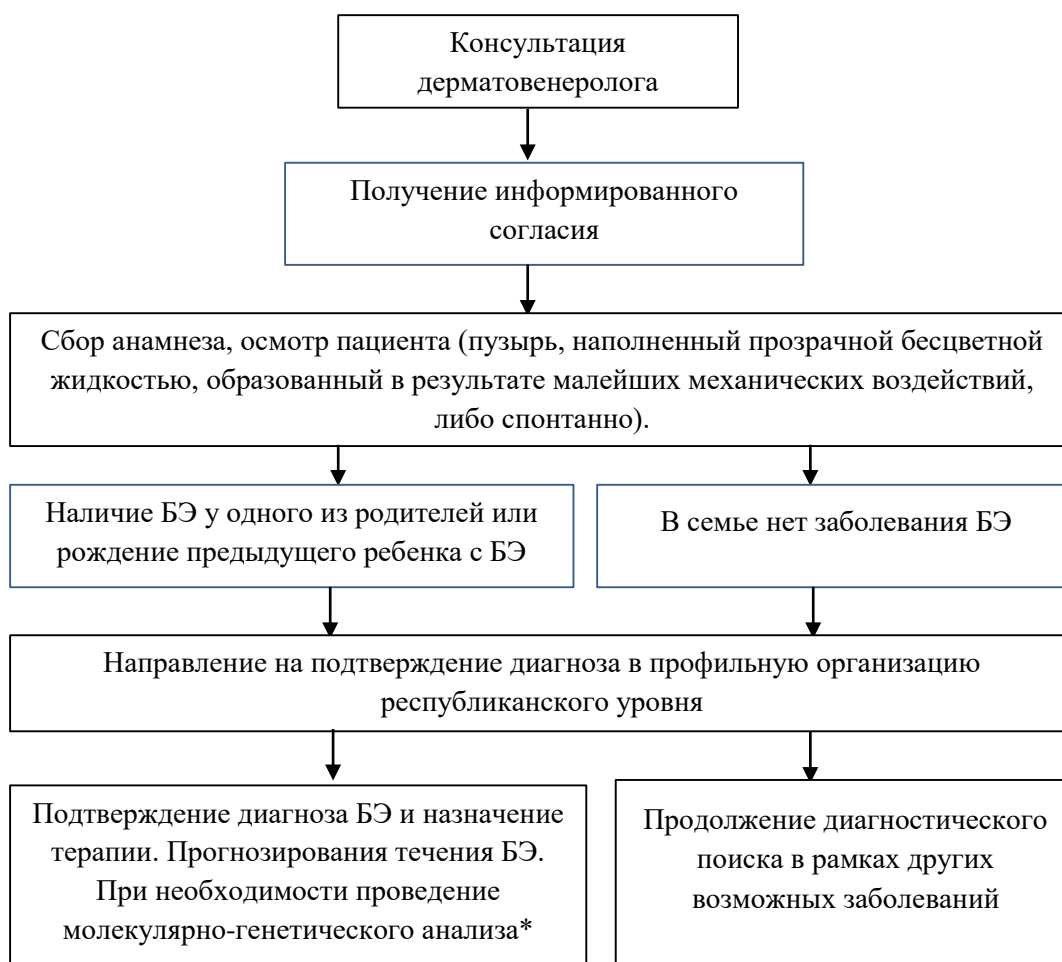 Консультация
дерматовенеролога
Получение информированного
согласия
Сбор анамнеза, осмотр пациента (пузырь, наполненный прозрачной бесцветной
жидкостью, образованный в результате малейших механических воздействий,
либо спонтанно).
Наличие БЭ у одного из родителей или
рождение предыдущего ребенка с БЭ
В семье нет заболевания БЭ
Направление на подтверждение диагноза в профильную организацию
республиканского уровня
Подтверждение диагноза БЭ и назначение
терапии. Прогнозирования течения БЭ.
При необходимости проведение
молекулярно-генетического анализа*
Продолжение диагностического
поиска в рамках других
возможных заболеваний